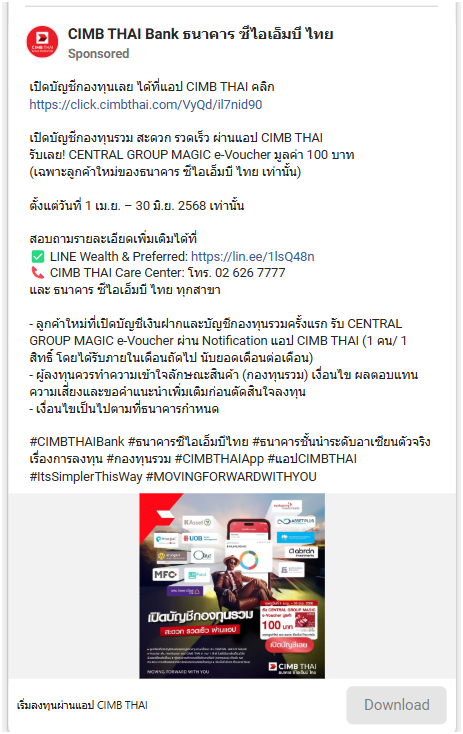 CIMB THAI Bank ธนาคาร ซีไอเอ็มบี ไทย
Sponsored
เปิดบัญชีกองทุนเลย ได้ที่แอป CIMB THAI คลิก
https://click.cimbthai.com/VyQd/il7nid90
เปิดบัญชีกองทุนรวม สะดวก รวดเร็ว ผ่านแอป CIMB THAI
รับเลย! CENTRAL GROUP MAGIC e-Voucher มูลค่า 100 บาท
(เฉพาะลูกค้าใหม่ของธนาคาร ซีไอเอ็มบี ไทย เท่านั้น)
ตั้งแต่วันที่ 1 เม.ย. – 30 มิ.ย. 2568 เท่านั้น
สอบถามรายละเอียดเพิ่มเติมได้ที่
✅ LINE Wealth & Preferred: https://lin.ee/1lsQ48n
📞 CIMB THAI Care Center: โทร. 02 626 7777
และ ธนาคาร ซีไอเอ็มบี ไทย ทุกสาขา
- ลูกค้าใหม่ที่เปิดบัญชีเงินฝากและบัญชีกองทุนรวมครั้งแรก รับ CENTRAL
GROUP MAGIC e-Voucher ผ่าน Notification แอป CIMB THAI (1 คน/ 1
สิทธิ์ โดยได้รับภายในเดือนถัดไป นับยอดเดือนต่อเดือน)
- ผู้ลงทุนควรทำความเข้าใจลักษณะสินค้า (กองทุนรวม) เงื่อนไข ผลตอบแทน
ความเสี่ยงและขอคำแนะนำเพิ่มเติมก่อนตัดสินใจลงทุน
- เงื่อนไขเป็นไปตามที่ธนาคารกำหนด
#CIMBTHAIBank #ธนาคารซีไอเอ็มบีไทย #ธนาคารชั้นนำระดับอาเซียนตัวจริง
เรื่องการลงทุน #กองทุนรวม #CIMBTHAIApp #แอปCIMBTHAI
#ItsSimplerThisWay #MOVINGFORWARDWITHYOU
KAsset
ASSETPLUS
principal
UOB
abrdn
MFC
เปิดบัญชีกองทุนรวม
สะดวก รวดเร็ว ผ่านแอป
รับ CENTRAL GROUP MAGIC
e-Voucher มูลค่า
100 บาท
เปิดบัญชีเลย
MOVING FORWARD WITH YOU
CIMB THAI
ธนาคาร ซีไอเอ็มบี ไทย
เริ่มลงทุนผ่านแอป CIMB THAI
Download